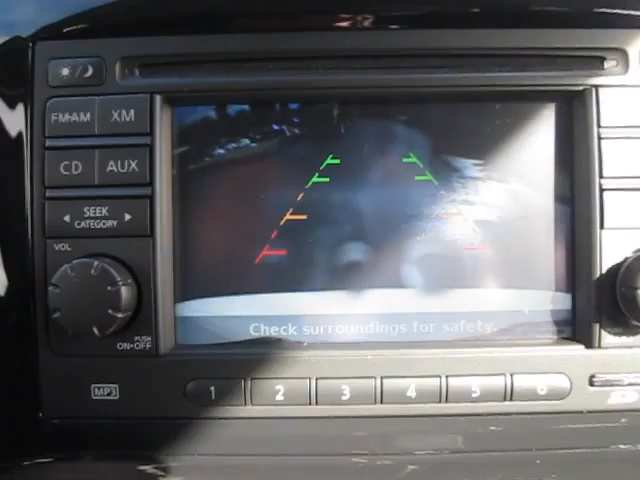 FM•AM XM
CD AUX
SEEK
CATEGORY
VOL
PUSH
ON•OFF
Check surroundings for safety.
MP3
1 2 3 4 5 6